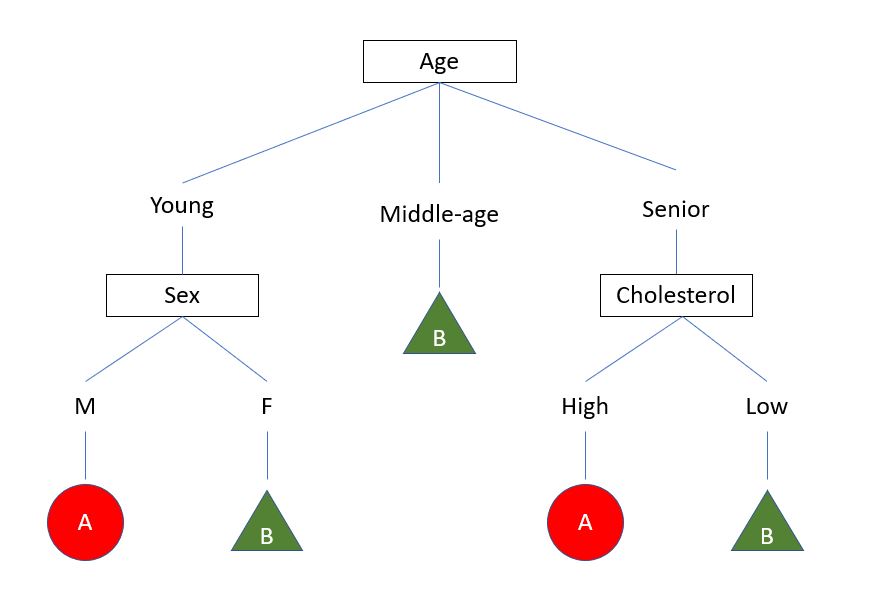 Age
Young
Middle-age
Senior
Sex
Cholesterol
B
M
F
High
Low
A
B
A
B